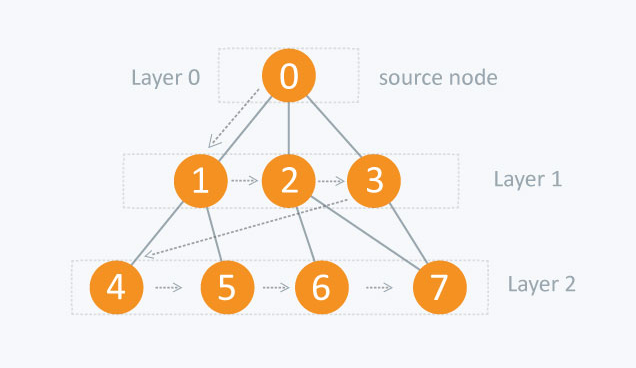 Layer 0 0 source node
1 2 3 Layer 1
4 5 6 7 Layer 2